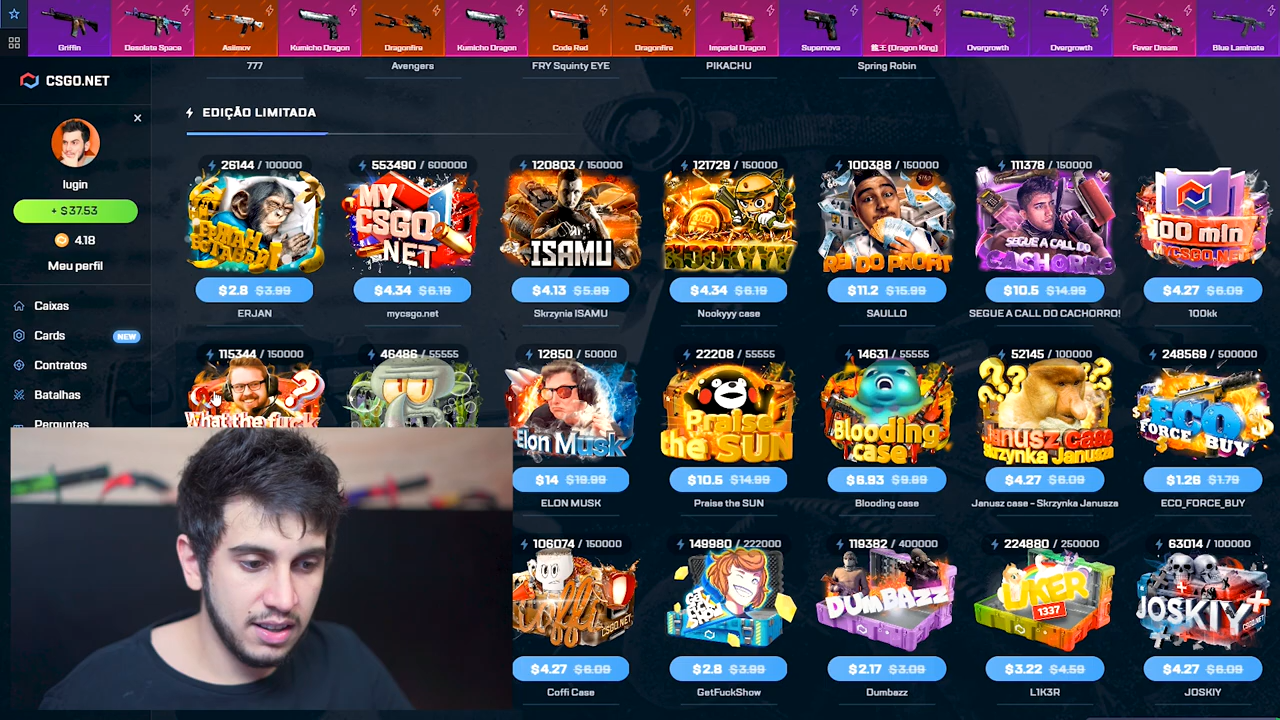 Griffin
Desolate Space
Asiimov
Kumicho Dragon
Dragonfire
Kumicho Dragon
Code Red
Dragonfire
Imperial Dragon
Supernova
龍王 (Dragon King)
Overgrowth
Overgrowth
Fever Dream
Blue Laminate
777
Avengers
FRY Squinty EYE
PIKACHU
Spring Robin
CSGO.NET
EDIÇÃO LIMITADA
lugin
+ $37.53
4.18
Meu perfil
Caixas
Cards NEW
Contratos
Batalhas
Perguntas
26144 / 100000
553490 / 600000
120803 / 150000
121729 / 150000
100388 / 150000
111378 / 150000
MY
CSGO
NET
ISAMU
NOOKYYY
REI DO PROFIT
SEGUE A CALL DO
CACHORRO
100 min
MYCSGO.NET
$2.8 $3.99
$4.34 $6.19
$4.13 $5.89
$4.34 $6.19
$11.2 $15.99
$10.5 $14.99
$4.27 $6.09
ERJAN
mycsgo.net
Skrzynia ISAMU
Nookyyy case
SAULLO
SEGUE A CALL DO CACHORRO!
100kk
115344 / 150000
46486 / 55555
12850 / 50000
22208 / 55555
14631 / 55555
52145 / 100000
248569 / 500000
What the fuck
Elon Musk
Praise
the SUN
Blooding
case!
Janusz case
Skrzynka Janusza
ECO
FORCE BUY
$14 $19.99
$10.5 $14.99
$6.93 $9.89
$4.27 $6.09
$1.26 $1.79
ELON MUSK
Praise the SUN
Blooding case
Janusz case - Skrzynka Janusza
ECO_FORCE_BUY
106074 / 150000
149980 / 222000
119382 / 400000
224880 / 250000
63014 / 100000
Coffi
CSGO.NET
DUMBAZZ
L1KER
1337
JOSKIY
$4.27 $6.09
$2.8 $3.99
$2.17 $3.09
$3.22 $4.59
$4.27 $6.09
Coffi Case
GetFuckShow
Dumbazz
L1K3R
JOSKIY